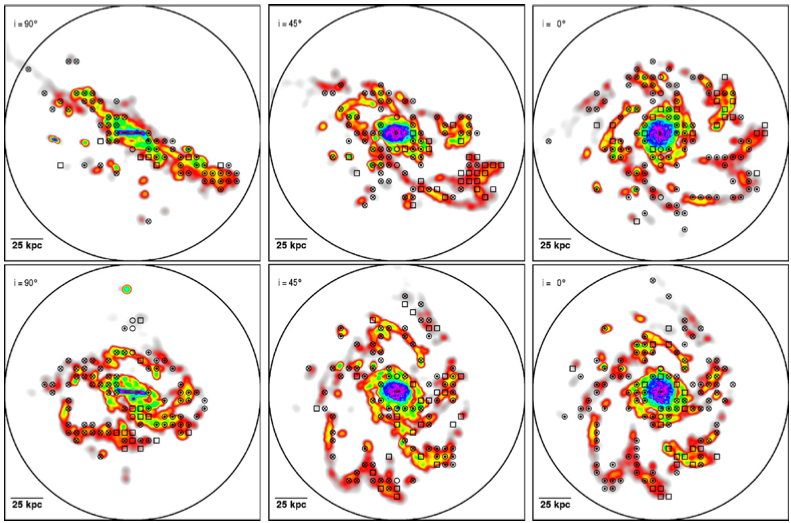 i = 90°
i = 45°
i = 0°
25 kpc
25 kpc
25 kpc
i = 90°
i = 45°
i = 0°
25 kpc
25 kpc
25 kpc